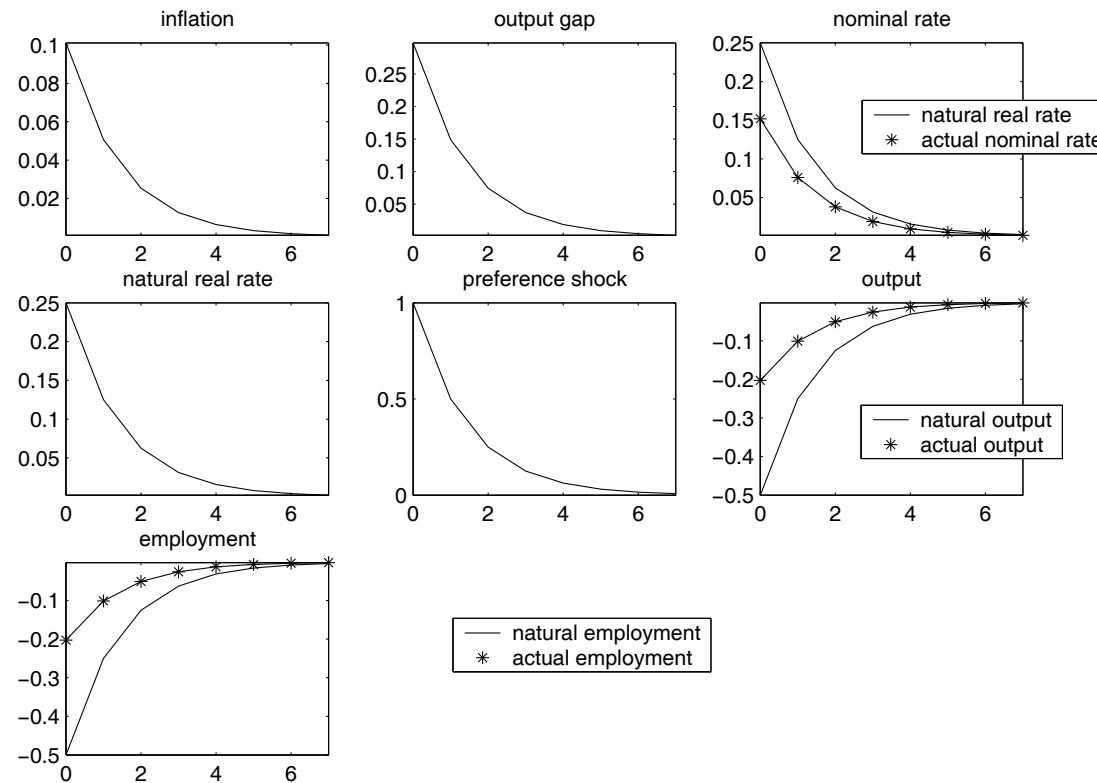 inflation
0.1
0.08
0.06
0.04
0.02
0 2 4 6
output gap
0.25
0.2
0.15
0.1
0.05
0 2 4 6
nominal rate
0.25
0.2
0.15
0.1
0.05
0 2 4 6
natural real rate
actual nominal rate
natural real rate
0.25
0.2
0.15
0.1
0.05
0 2 4 6
preference shock
1
0.5
0
0 2 4 6
output
−0.1
−0.2
−0.3
−0.4
−0.5
0 2 4 6
natural output
actual output
employment
−0.1
−0.2
−0.3
−0.4
−0.5
0 2 4 6
natural employment
actual employment